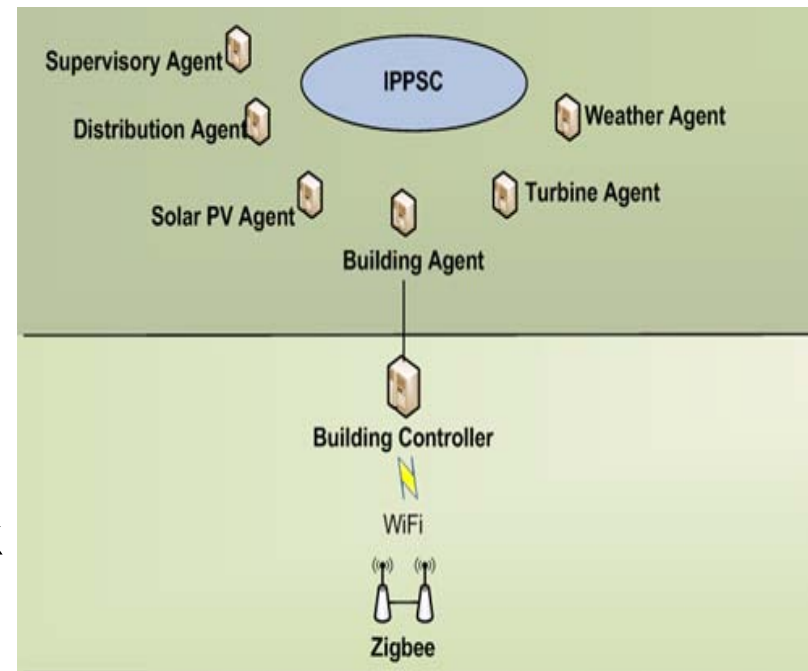 Supervisory Agent
IPPSC
Distribution Agent
Weather Agent
Solar PV Agent
Turbine Agent
Building Agent
Building Controller
WiFi
Zigbee